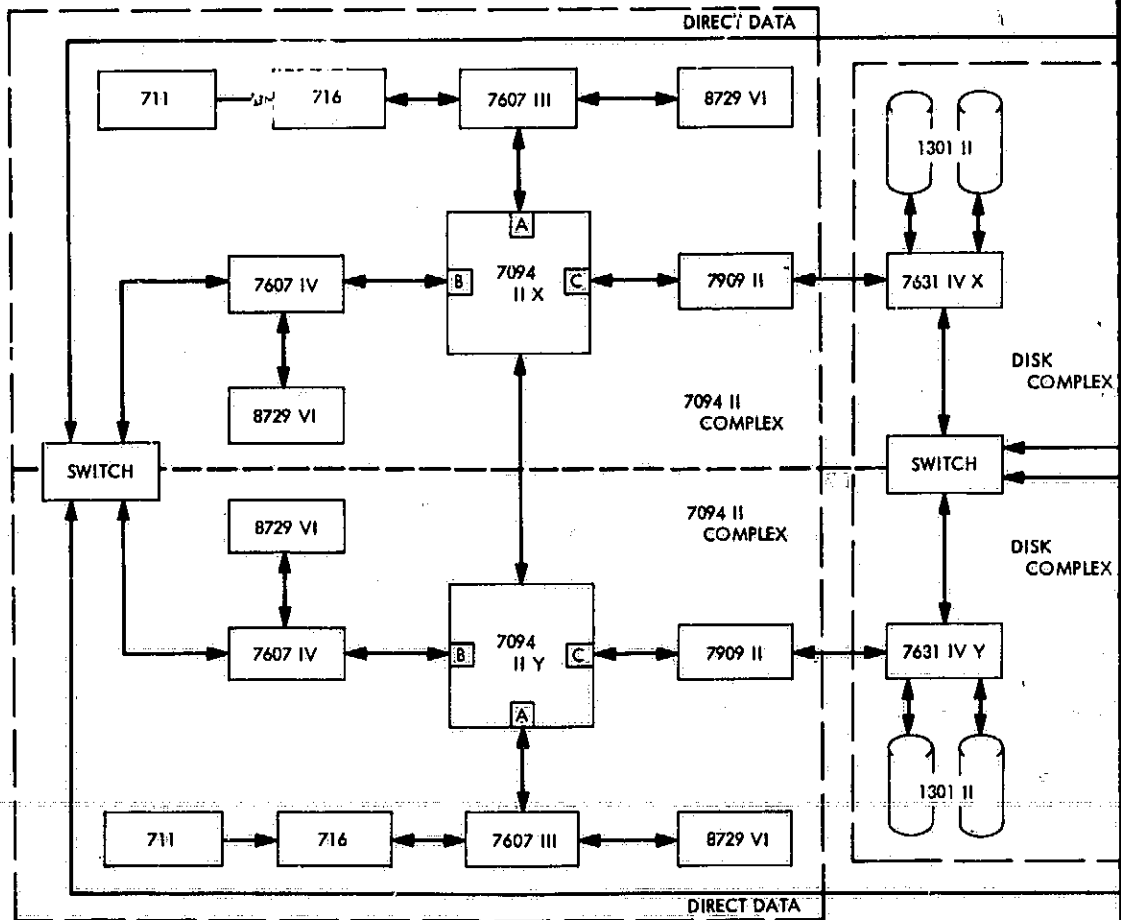 DIRECT DATA
711
716
7607 III
8729 VI
1301 II
A
7094
II X
B
C
7607 IV
7909 II
7631 IV X
8729 VI
7094 II
COMPLEX
DISK
COMPLEX
SWITCH
SWITCH
8729 VI
7094 II
COMPLEX
DISK
COMPLEX
7607 IV
B
7094
II Y
C
7909 II
7631 IV Y
A
1301 II
711
716
7607 III
8729 VI
DIRECT DATA